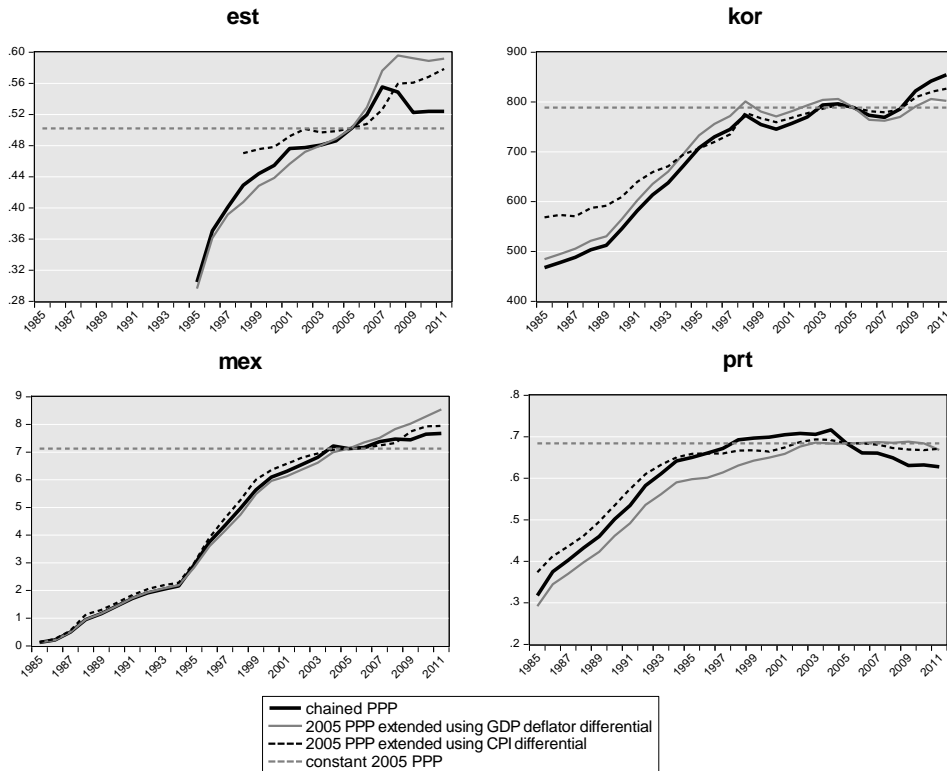 est
.60
.56
.52
.48
.44
.40
.36
.32
.28
1985 1987 1989 1991 1993 1995 1997 1999 2001 2003 2005 2007 2009 2011
kor
900
800
700
600
500
400
1985 1987 1989 1991 1993 1995 1997 1999 2001 2003 2005 2007 2009 2011
mex
9
8
7
6
5
4
3
2
1
0
1985 1987 1989 1991 1993 1995 1997 1999 2001 2003 2005 2007 2009 2011
prt
.8
.7
.6
.5
.4
.3
.2
1985 1987 1989 1991 1993 1995 1997 1999 2001 2003 2005 2007 2009 2011
chained PPP
2005 PPP extended using GDP deflator differential
2005 PPP extended using CPI differential
constant 2005 PPP